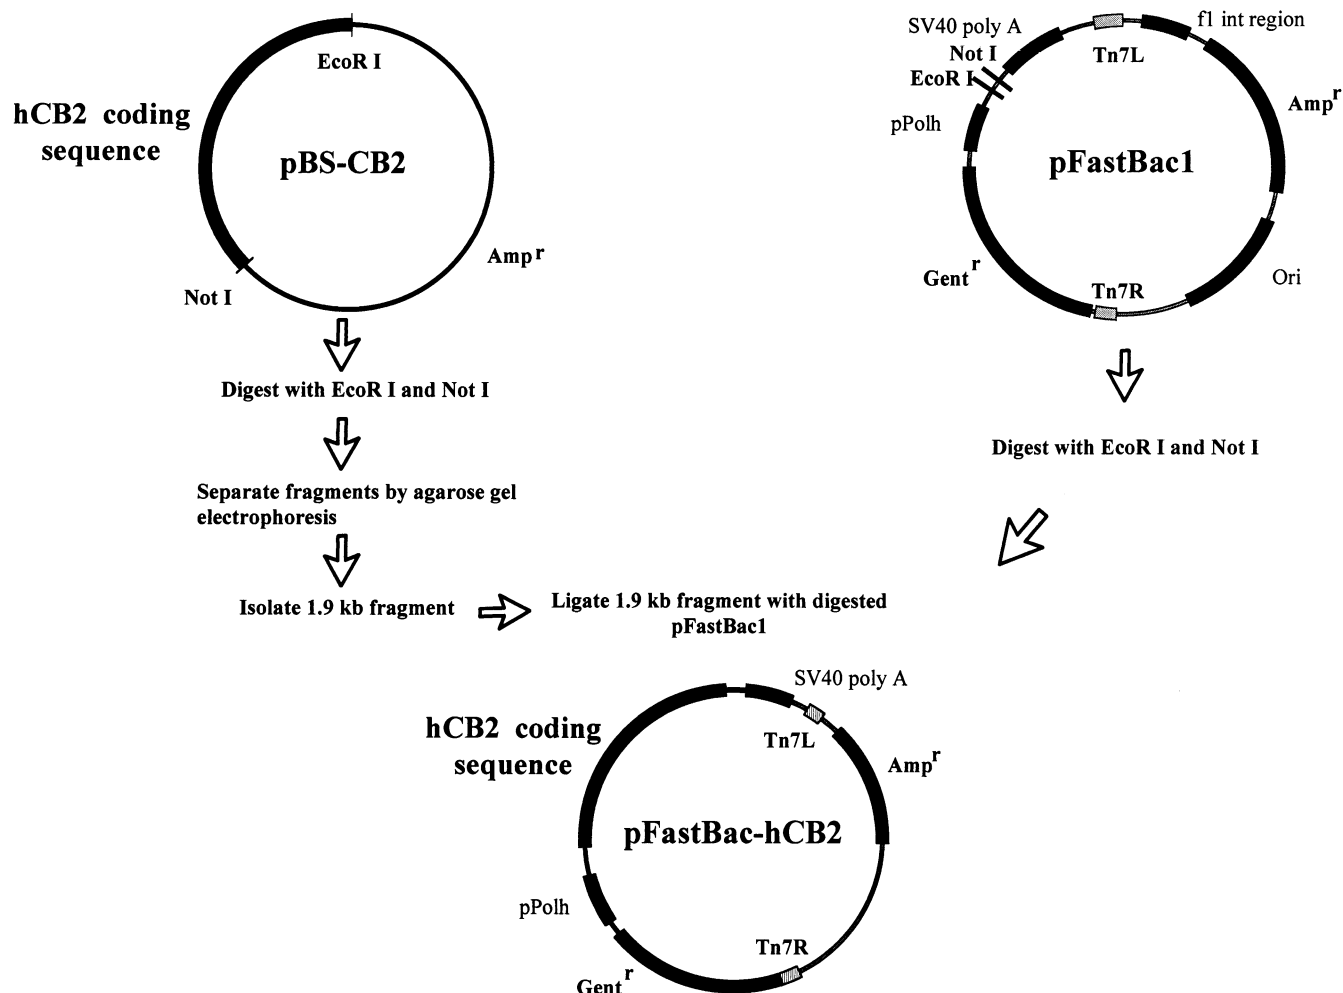 EcoR I
hCB2 coding
sequence
pBS-CB2
Amp r
Not I
Digest with EcoR I and Not I
Separate fragments by agarose gel
electrophoresis
Isolate 1.9 kb fragment
SV40 poly A
f1 int region
Not I
Tn7L
EcoR I
Amp r
pPolh
pFastBac1
Gent r
Tn7R
Ori
Digest with EcoR I and Not I
Ligate 1.9 kb fragment with digested
pFastBac1
SV40 poly A
hCB2 coding
sequence
Tn7L
Amp r
pFastBac-hCB2
pPolh
Tn7R
Gent r